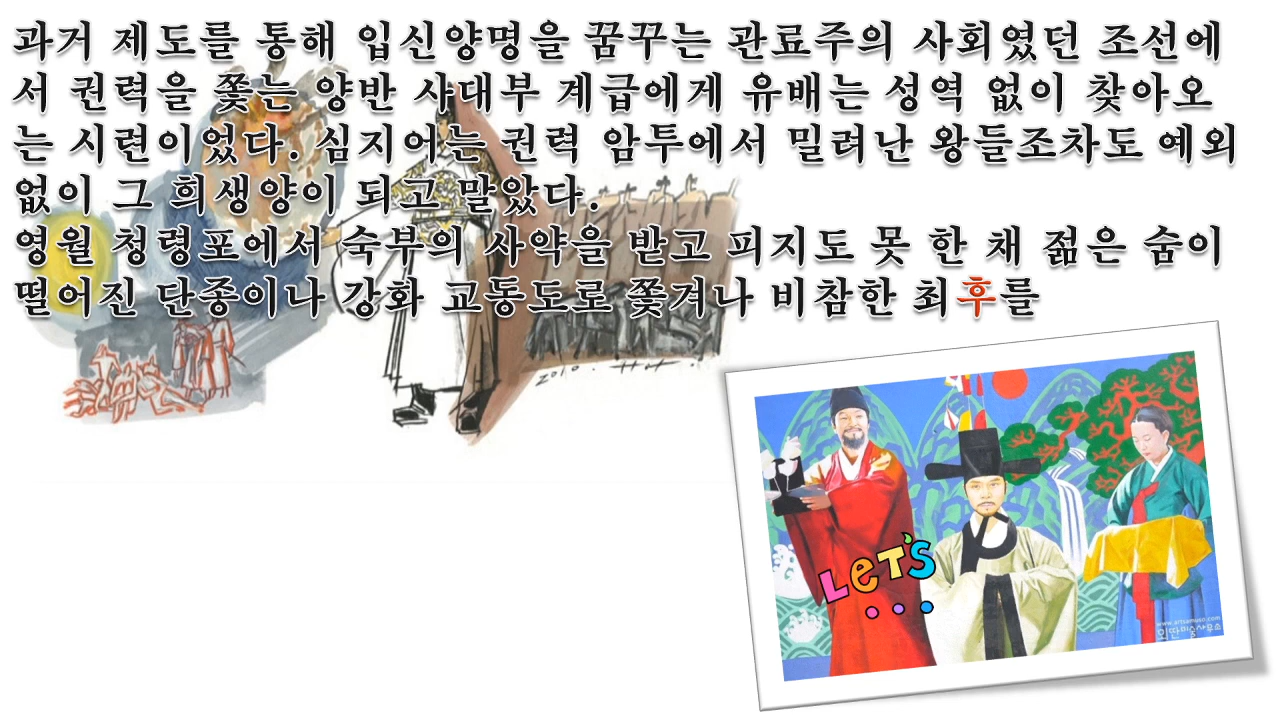 과거 제도를 통해 입신양명을 꿈꾸는 관료주의 사회였던 조선에
서 권력을 쫓는 양반 사대부 계급에게 유배는 성역 없이 찾아오
는 시련이었다. 심지어는 권력 암투에서 밀려난 왕들조차도 예외
없이 그 희생양이 되고 말았다.
영월 청령포에서 숙부의 사약을 받고 피지도 못 한 채 젊은 숨이
떨어진 단종이나 강화 교동도로 쫓겨나 비참한 최후를
2010.
LET'S
...
www.artsamuso.com